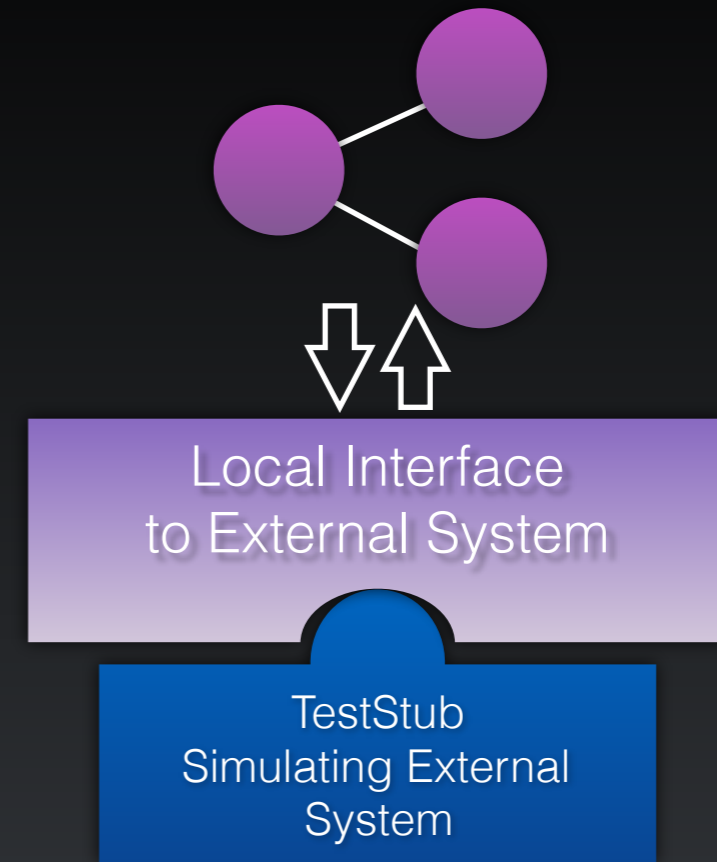 Local Interface
to External System
TestStub
Simulating External
System